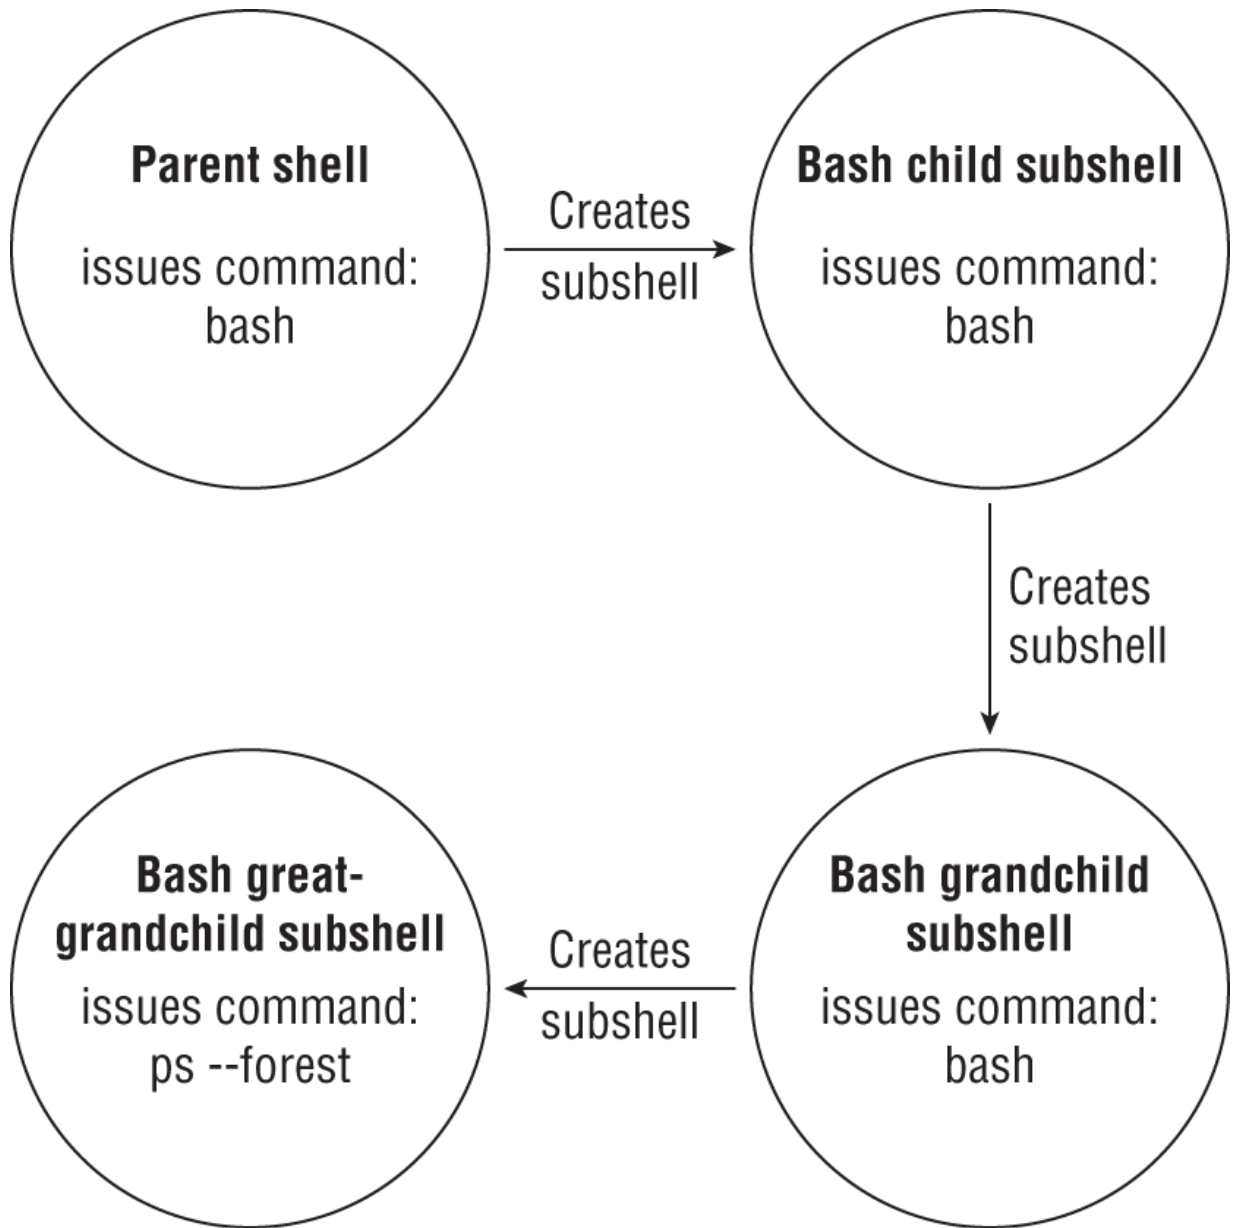 Parent shell
issues command:
bash
Creates
subshell
Bash child subshell
issues command:
bash
Creates
subshell
Bash grandchild
subshell
issues command:
bash
Creates
subshell
Bash great-
grandchild subshell
issues command:
ps --forest